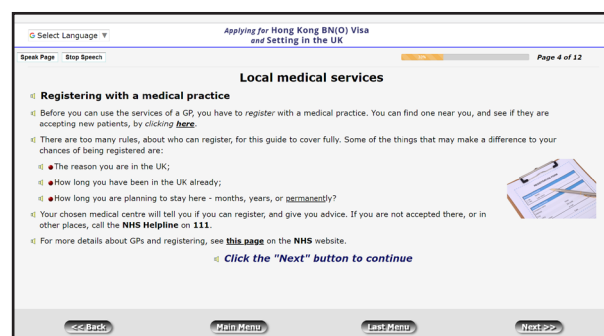 G Select Language ▼
Applying for Hong Kong BN(O) Visa
and Setting in the UK
Speak Page Stop Speech
Page 4 of 12
Local medical services
Registering with a medical practice
Before you can use the services of a GP, you have to register with a medical practice. You can find one near you, and see if they are
accepting new patients, by clicking here.
There are too many rules, about who can register, for this guide to cover fully. Some of the things that may make a difference to your
chances of being registered are:
●The reason you are in the UK;
●How long you have been in the UK already;
●How long you are planning to stay here - months, years, or permanently?
Your chosen medical centre will tell you if you can register, and give you advice. If you are not accepted there, or in
other places, call the NHS Helpline on 111.
For more details about GPs and registering, see this page on the NHS website.
Click the "Next" button to continue
<< Back Main Menu Last Menu Next >>